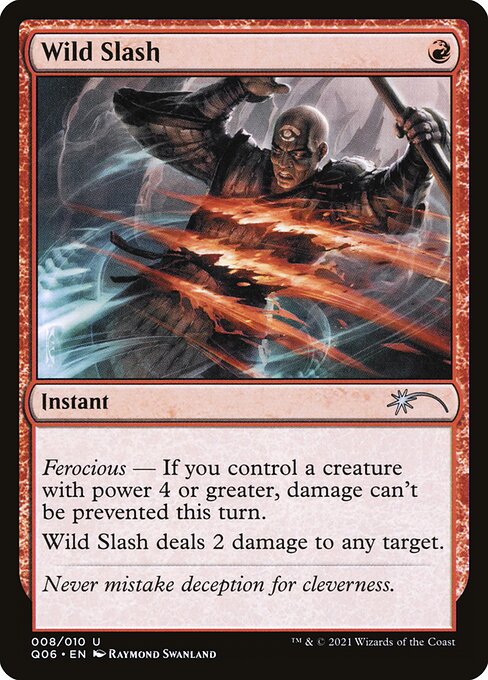 Wild Slash
Instant
Ferocious — If you control a creature
with power 4 or greater, damage can't
be prevented this turn.
Wild Slash deals 2 damage to any target.
Never mistake deception for cleverness.
008/010 U
Q06 • EN Raymond Swanland
™ & © 2021 Wizards of the Coast